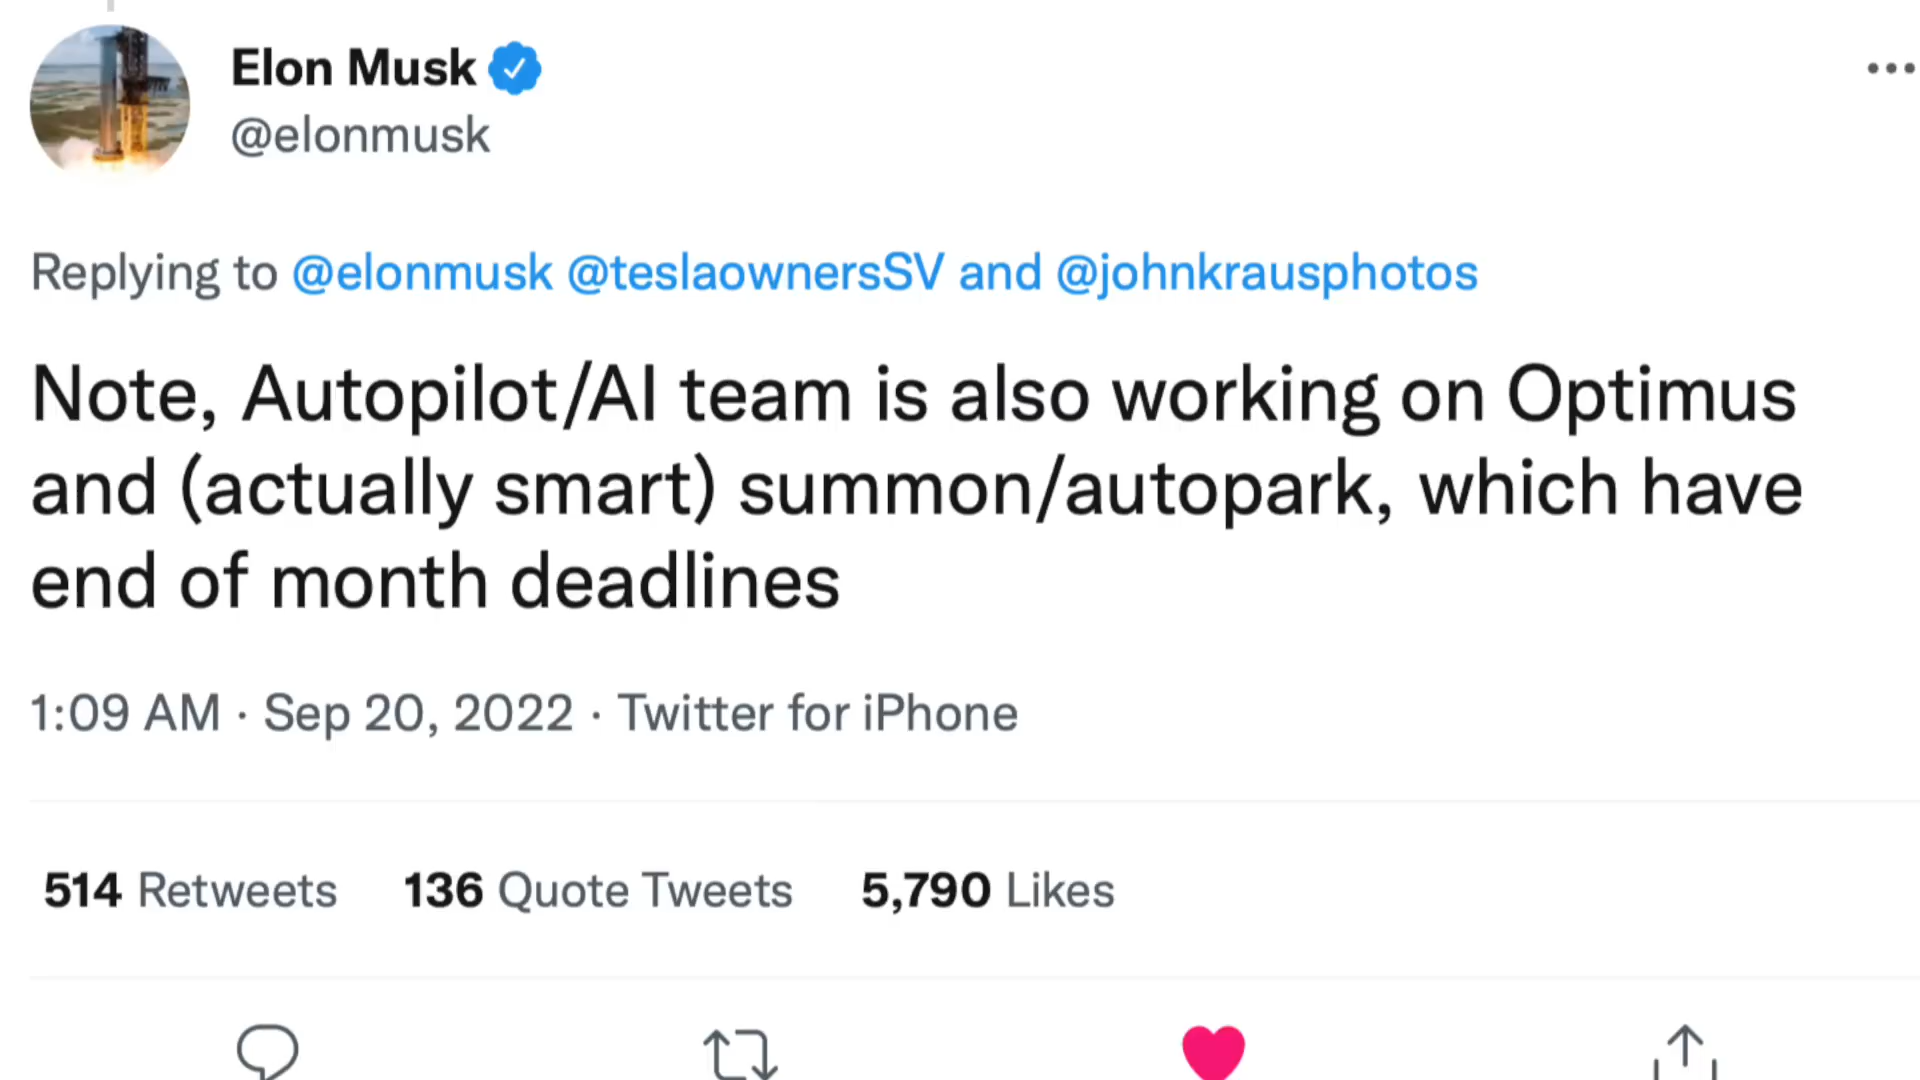 Elon Musk
@elonmusk
Replying to @elonmusk @teslaownersSV and @johnkrausphotos
Note, Autopilot/AI team is also working on Optimus
and (actually smart) summon/autopark, which have
end of month deadlines
1:09 AM · Sep 20, 2022 · Twitter for iPhone
514 Retweets 136 Quote Tweets 5,790 Likes